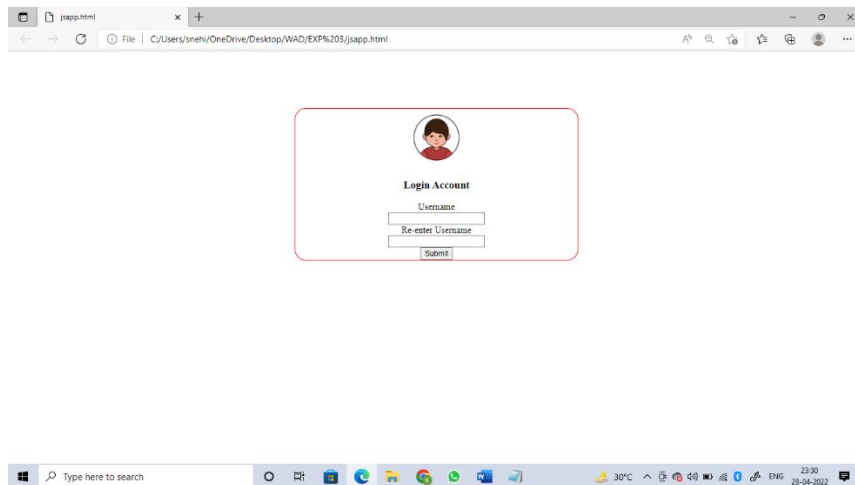 jsapp.html
File | C:/Users/snehi/OneDrive/Desktop/WAD/EXP%203/jsapp.html
Login Account
Username
Re-enter Username
Submit
Type here to search
30°C
ENG
23:30
28-04-2022